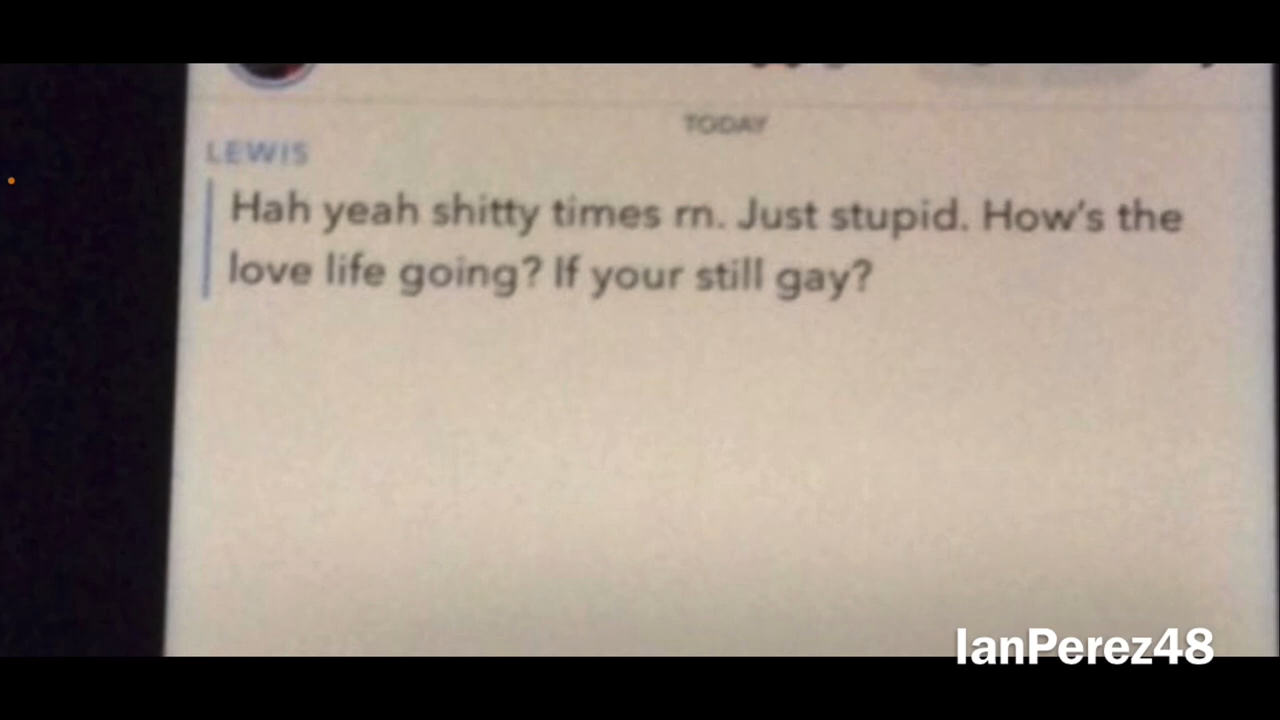 TODAY
LEWIS
Hah yeah shitty times rn. Just stupid. How's the
love life going? If your still gay?
IanPerez48